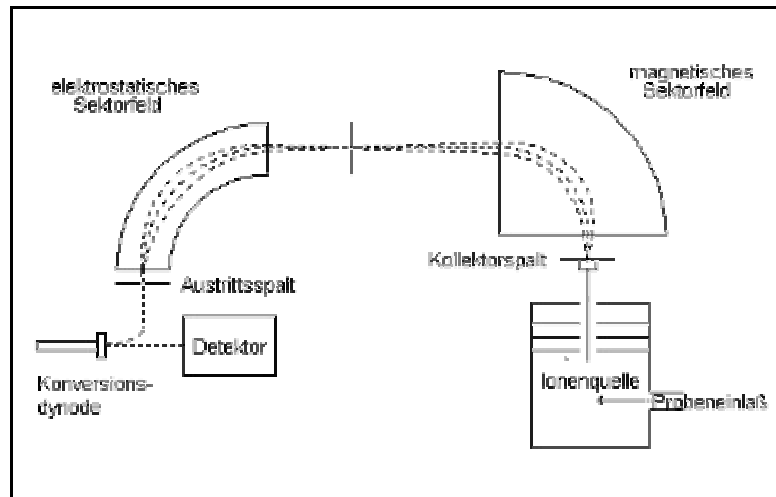 elektrostatisches
Sektorfeld
magnetisches
Sektorfeld
Austrittsspalt
Kollektorspalt
Detektor
Konversions-
dynode
Ionenquelle
Probeneinlaß